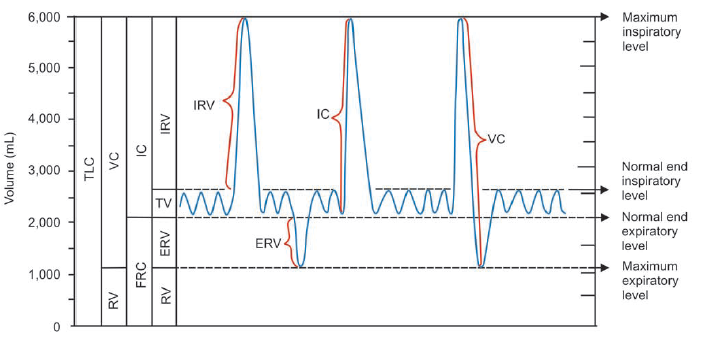 Volume (mL)
6,000
5,000
4,000
3,000
2,000
1,000
0
TLC
VC
RV
IC
FRC
IRV
TV
ERV
RV
IRV
ERV
IC
VC
Maximum
inspiratory
level
Normal end
inspiratory
level
Normal end
expiratory
level
Maximum
expiratory
level